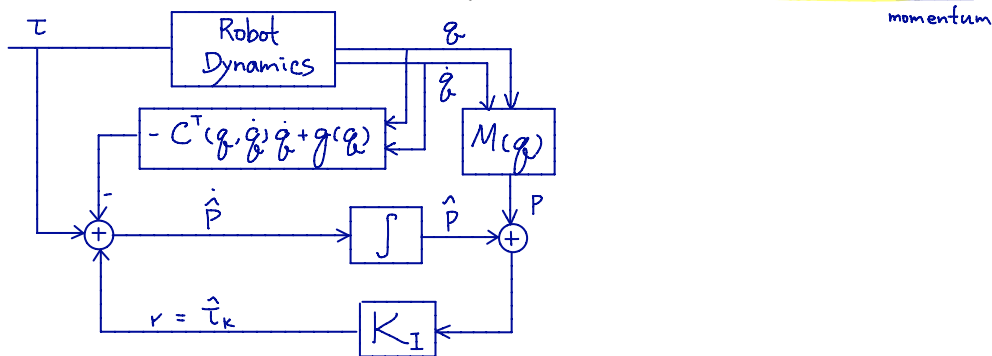 momentum
τ
Robot
Dynamics
q
q̇
- Cᵀ(q, q̇) q̇ + g(q)
M(q)
-
P̂̇
∫
P̂
P
+
+
r = τ̂ₖ
K_I